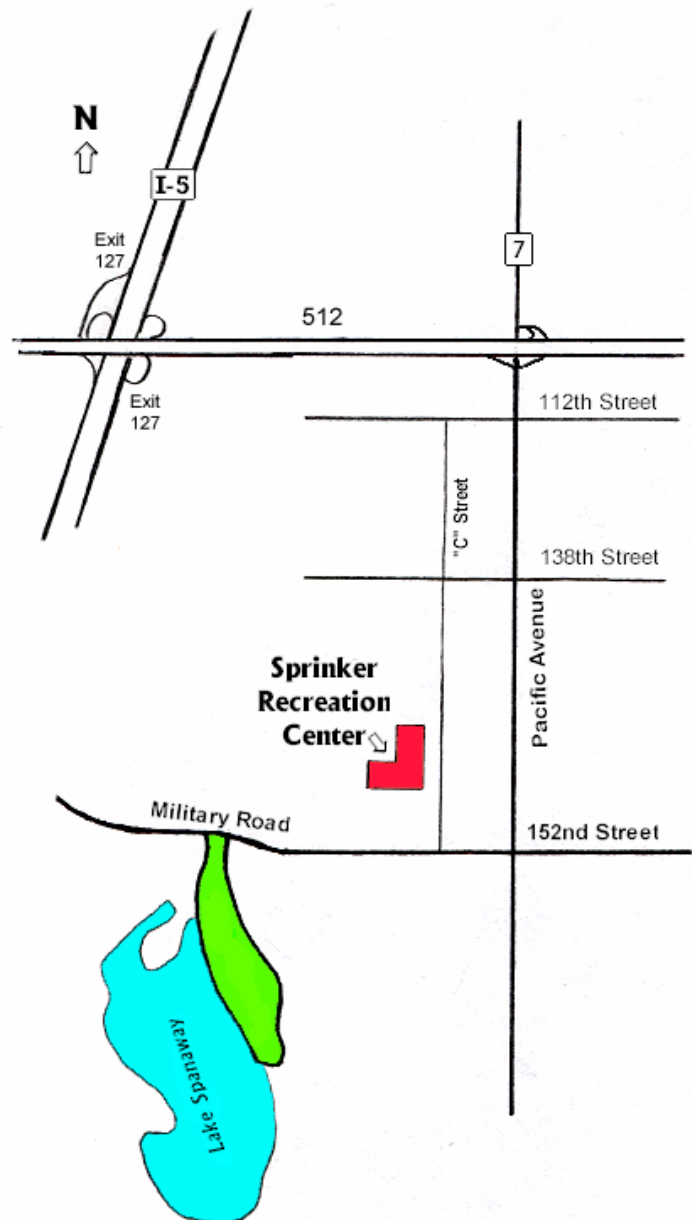 N
I-5
Exit
127
7
512
Exit
127
112th Street
"C" Street
138th Street
Pacific Avenue
Sprinker
Recreation
Center
Military Road
152nd Street
Lake Spanaway